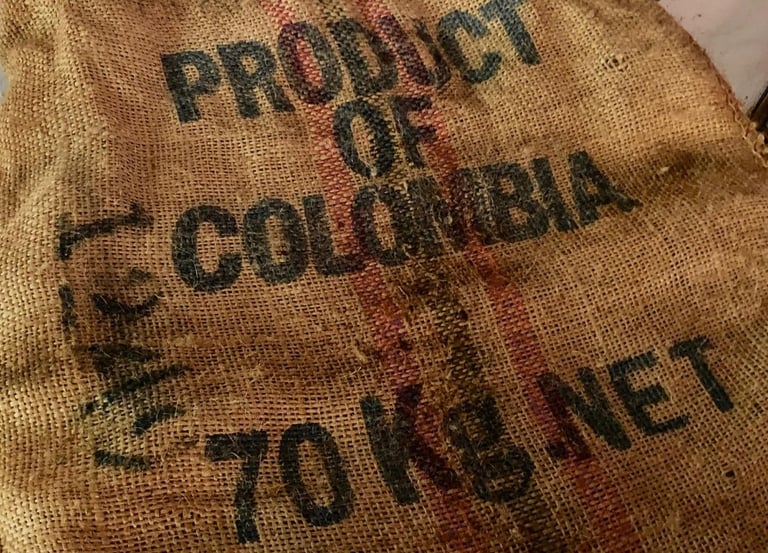 PRODUCT
OF
COLOMBIA
70 Kg.NET